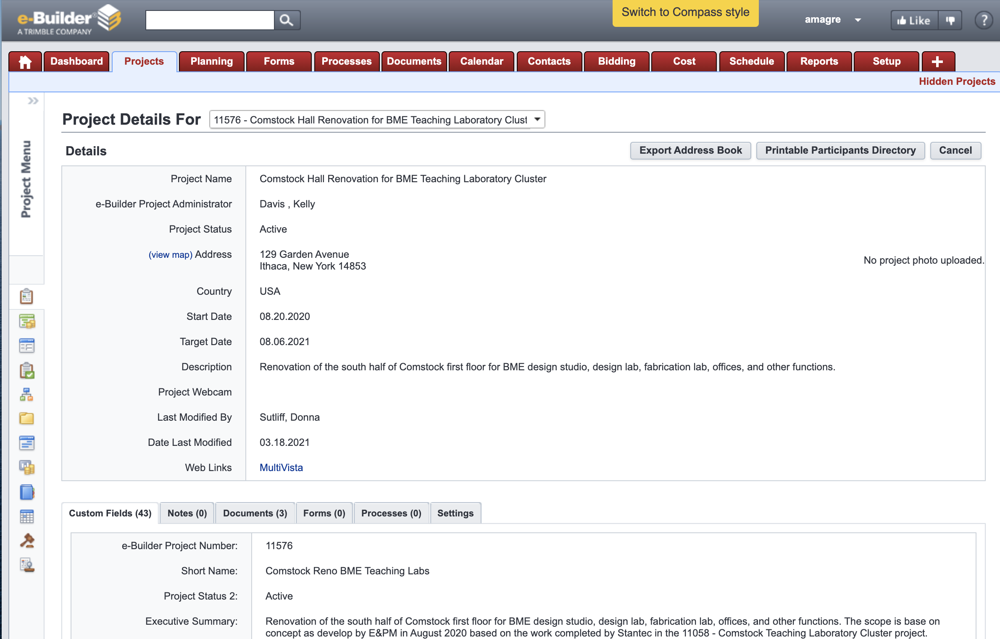 e-Builder®
A TRIMBLE COMPANY
Switch to Compass style
amagre
Like
?
Dashboard
Projects
Planning
Forms
Processes
Documents
Calendar
Contacts
Bidding
Cost
Schedule
Reports
Setup
Hidden Projects
Project Menu
Project Details For
11576 - Comstock Hall Renovation for BME Teaching Laboratory Clust
Details
Export Address Book
Printable Participants Directory
Cancel
Project Name Comstock Hall Renovation for BME Teaching Laboratory Cluster
e-Builder Project Administrator Davis , Kelly
Project Status Active
(view map) Address 129 Garden Avenue
Ithaca, New York 14853
No project photo uploaded.
Country USA
Start Date 08.20.2020
Target Date 08.06.2021
Description Renovation of the south half of Comstock first floor for BME design studio, design lab, fabrication lab, offices, and other functions.
Project Webcam
Last Modified By Sutliff, Donna
Date Last Modified 03.18.2021
Web Links MultiVista
Custom Fields (43)
Notes (0)
Documents (3)
Forms (0)
Processes (0)
Settings
e-Builder Project Number: 11576
Short Name: Comstock Reno BME Teaching Labs
Project Status 2: Active
Executive Summary: Renovation of the south half of Comstock first floor for BME design studio, design lab, fabrication lab, offices, and other functions. The scope is base on
concept as develop by E&PM in August 2020 based on the work completed by Stantec in the 11058 - Comstock Teaching Laboratory Cluster project.